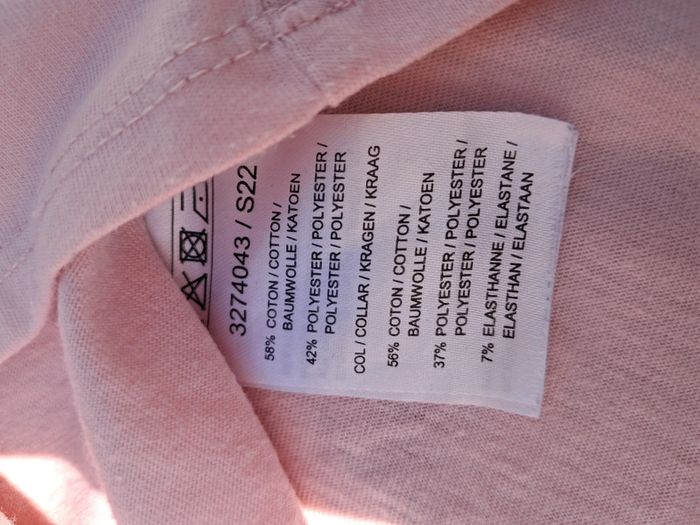 3274043 / S22
58% COTON / COTTON /
BAUMWOLLE / KATOEN
42% POLYESTER / POLYESTER /
POLYESTER / POLYESTER
COL / COLLAR / KRAGEN / KRAAG
56% COTON / COTTON /
BAUMWOLLE / KATOEN
37% POLYESTER / POLYESTER /
POLYESTER / POLYESTER
7% ELASTHANNE / ELASTANE /
ELASTHAN / ELASTAAN